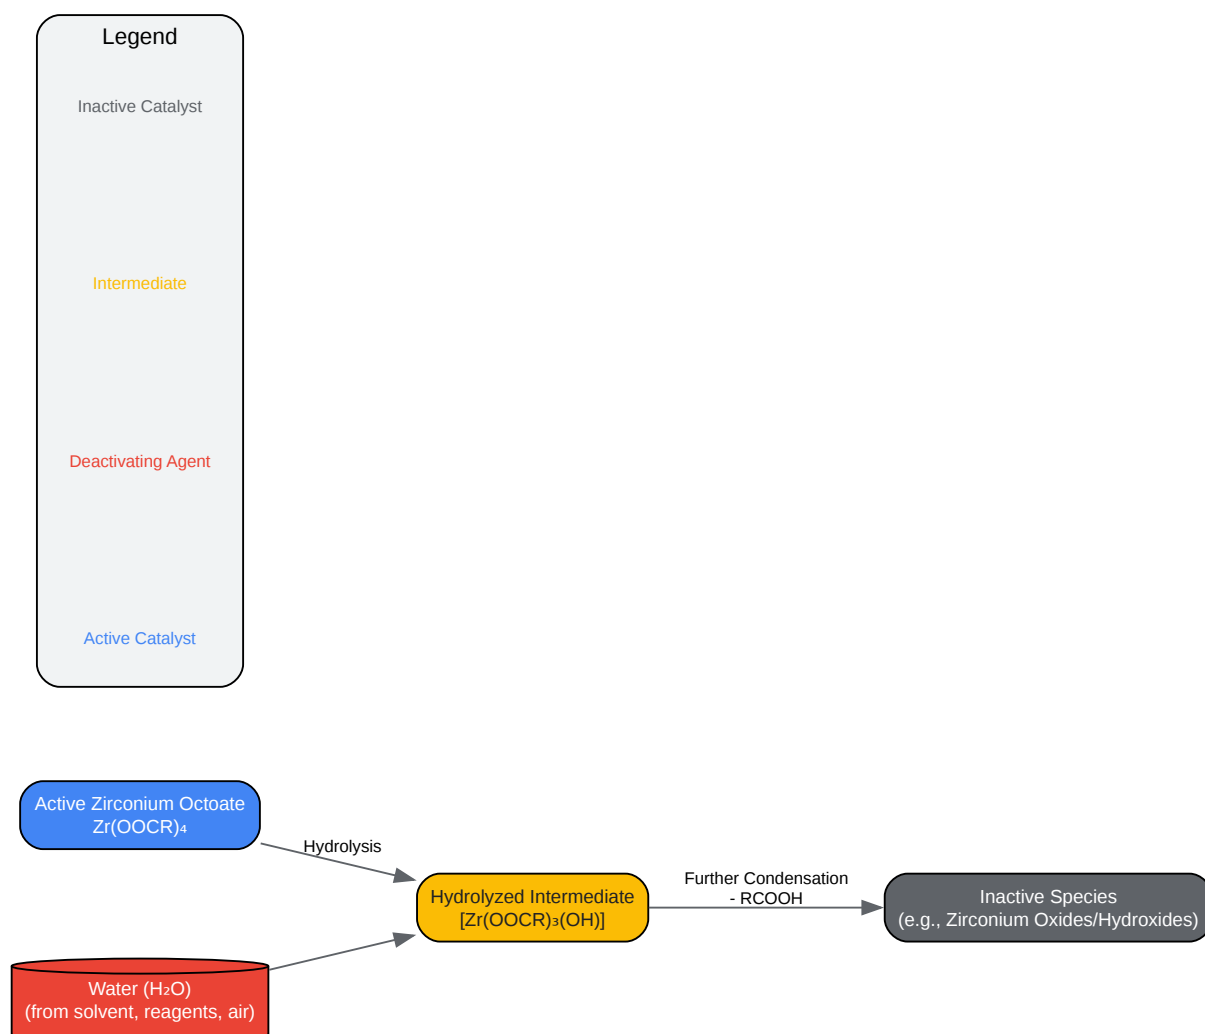 Legend
Inactive Catalyst
Intermediate
Deactivating Agent
Active Catalyst
Active Zirconium Octoate
Zr(OOCR)₄
Hydrolysis
Hydrolyzed Intermediate
[Zr(OOCR)₃(OH)]
Further Condensation
- RCOOH
Inactive Species
(e.g., Zirconium Oxides/Hydroxides)
Water (H₂O)
(from solvent, reagents, air)